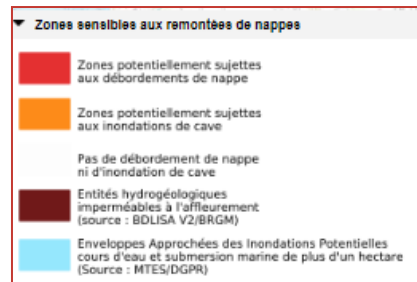 Zones sensibles aux remontées de nappes
Zones potentiellement sujettes
aux débordements de nappe
Zones potentiellement sujettes
aux inondations de cave
Pas de débordement de nappe
ni d'inondation de cave
Entités hydrogéologiques
imperméables à l'affleurement
(source : BDLISA V2/BRGM)
Enveloppes Approchées des Inondations Potentielles
cours d'eau et submersion marine de plus d'un hectare
(Source : MTES/DGPR)